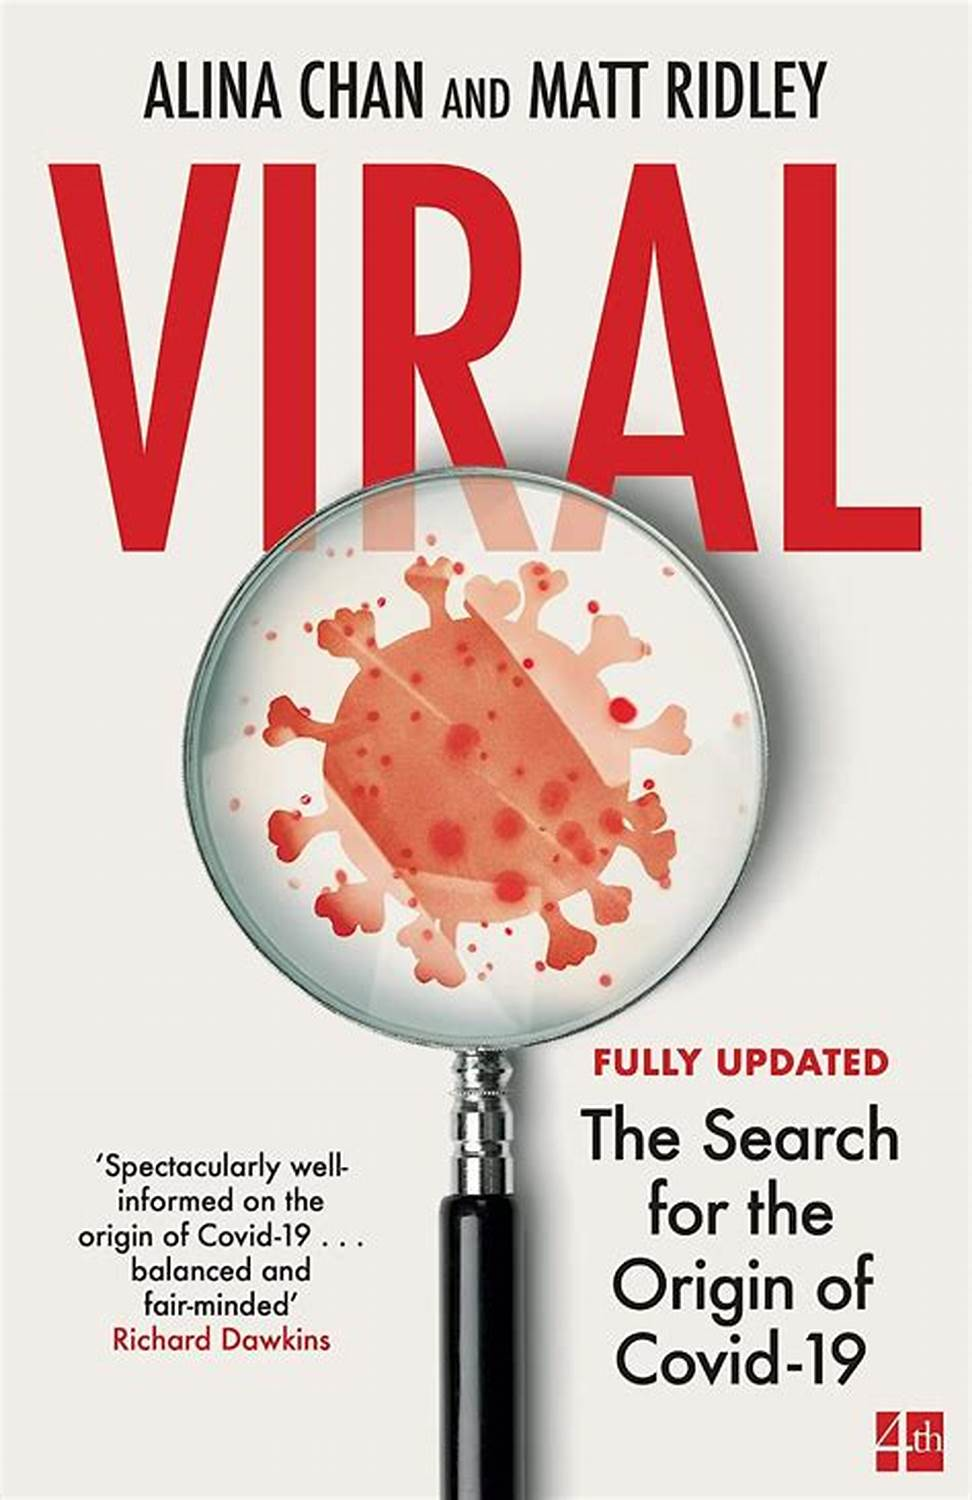 ALINA CHAN AND MATT RIDLEY
VIRAL
FULLY UPDATED
The Search
for the
Origin of
Covid-19
‘Spectacularly well-
informed on the
origin of Covid-19 . . .
balanced and
fair-minded’
Richard Dawkins
4th